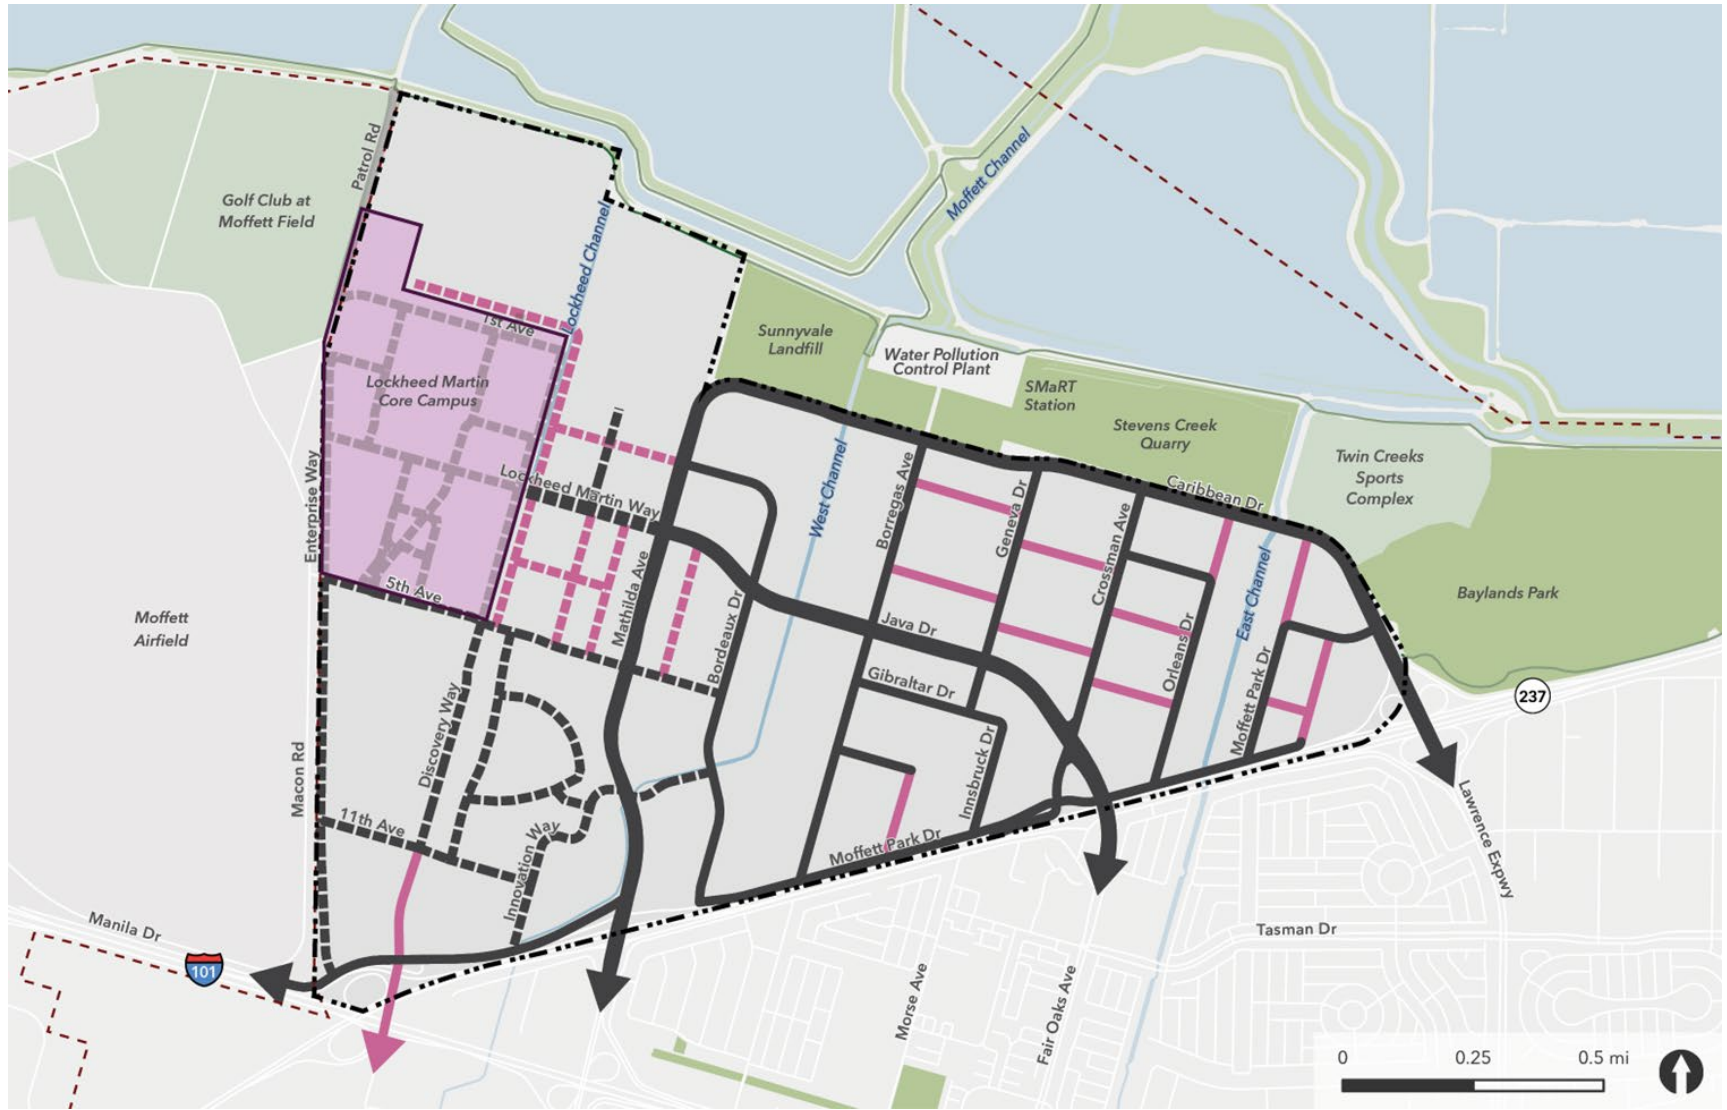 Patrol Rd
Golf Club at
Moffett Field
Moffett Channel
Lockheed Channel
1st Ave
Sunnyvale
Landfill
Water Pollution
Control Plant
SMaRT
Station
Lockheed Martin
Core Campus
Stevens Creek
Quarry
Twin Creeks
Sports
Complex
Enterprise Way
Lockheed Martin Way
West Channel
Borregas Ave
Geneva Dr
Crossman Ave
Caribbean Dr
East Channel
5th Ave
Mathilda Ave
Bordeaux Dr
Java Dr
Orleans Dr
Baylands Park
Moffett
Airfield
Gibraltar Dr
Moffett Park Dr
237
Discovery Way
Macon Rd
Innsbruck Dr
11th Ave
Innovation Way
Moffett Park Dr
Lawrence Expwy
Manila Dr
101
Tasman Dr
Morse Ave
Fair Oaks Ave
0 0.25 0.5 mi